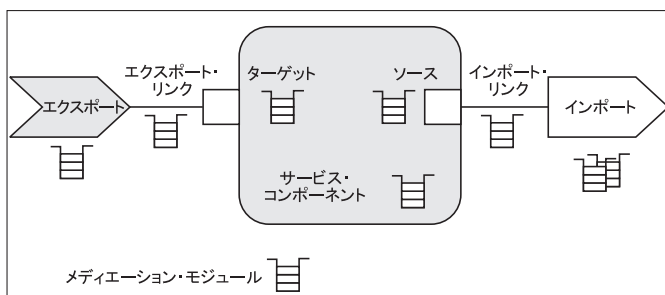 エクスポート
エクスポート・
リンク
ターゲット
ソース
インポート・
リンク
インポート
サービス・
コンポーネント
メディエーション・モジュール